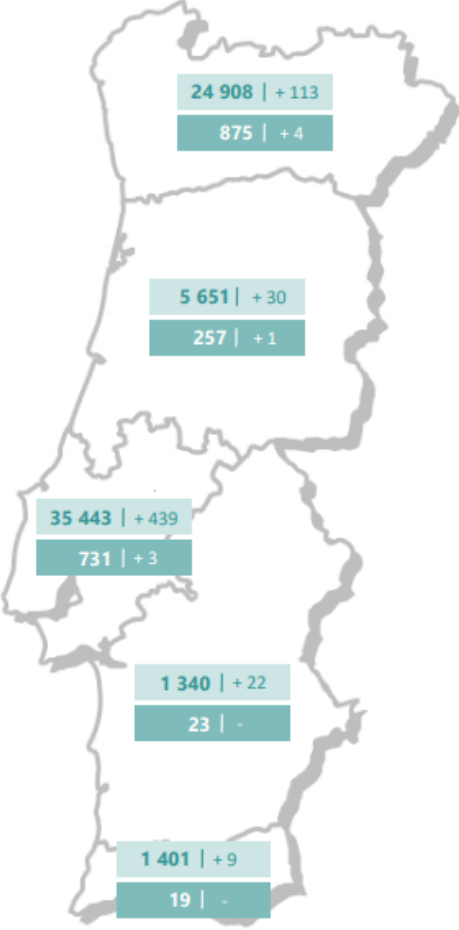 24 908 | + 113
875 | + 4
5 651 | + 30
257 | + 1
35 443 | + 439
731 | + 3
1 340 | + 22
23 | -
1 401 | + 9
19 | -